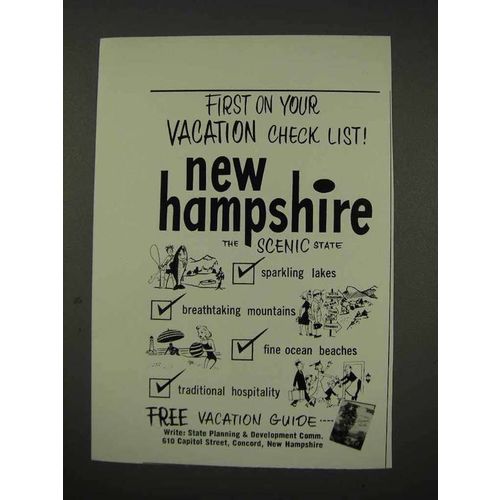 FIRST ON YOUR
VACATION CHECK LIST!
new
hampshire
THE SCENIC STATE
sparkling lakes
breathtaking mountains
fine ocean beaches
traditional hospitality
FREE VACATION GUIDE
Write: State Planning & Development Comm.
610 Capitol Street, Concord, New Hampshire